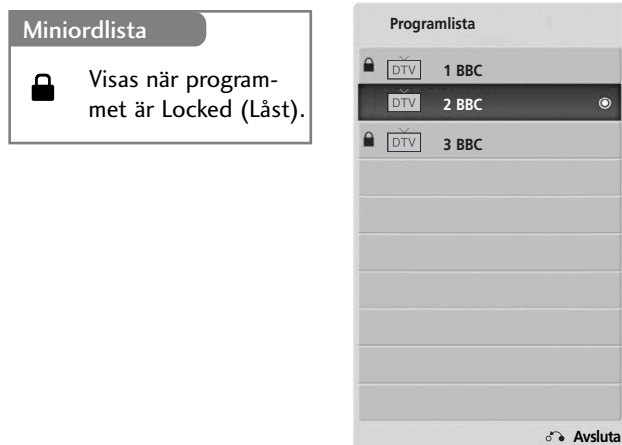 Miniordlista
Visas när program-
met är Locked (Låst).
Programlista
DTV 1 BBC
DTV 2 BBC
DTV 3 BBC
Avsluta